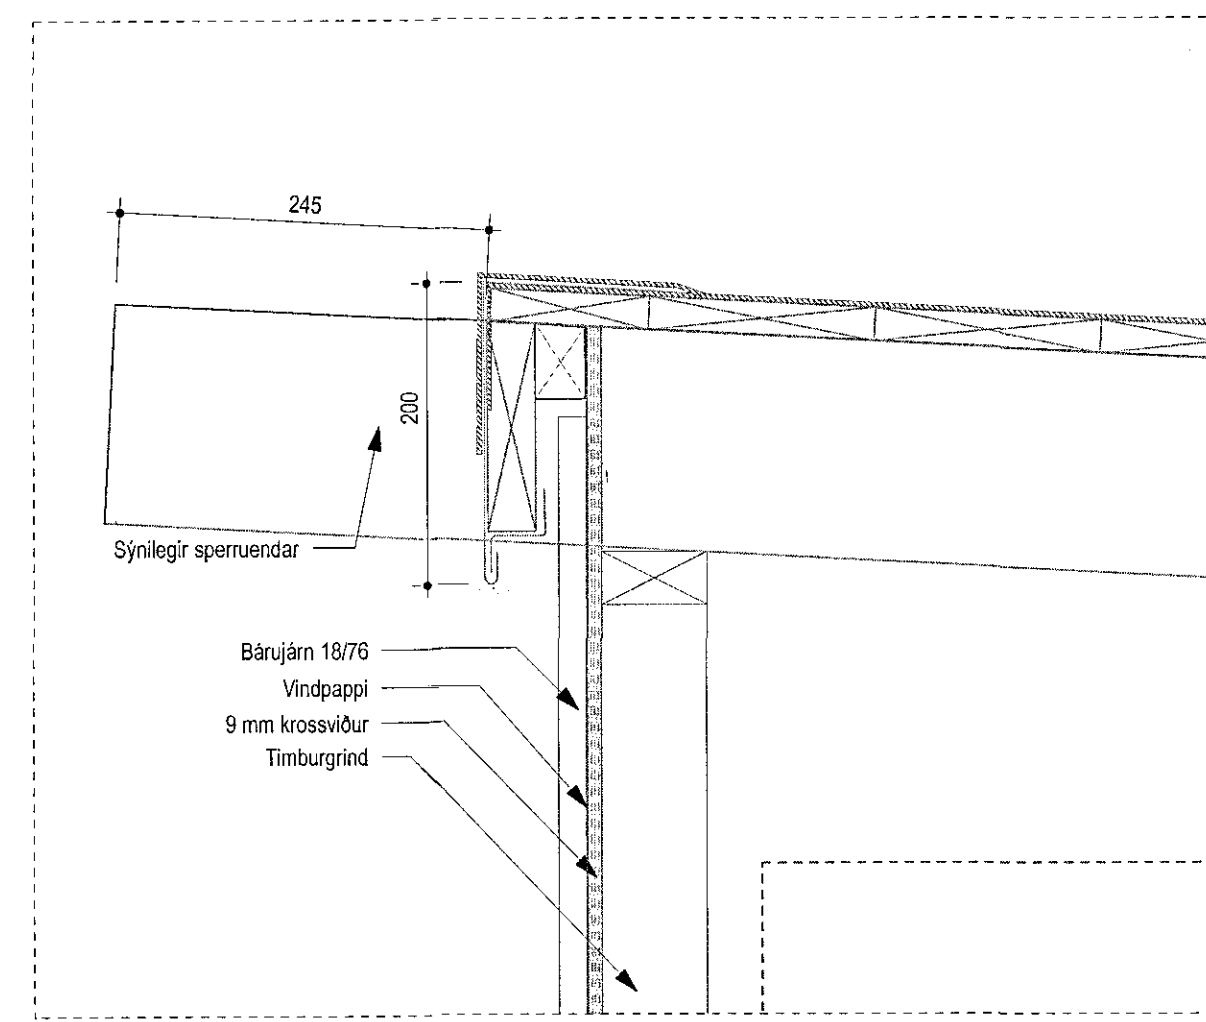 245
200
Sýnilegir sperruendar
Bárujárn 18/76
Vindpappi
9 mm krossviður
Timburgrind